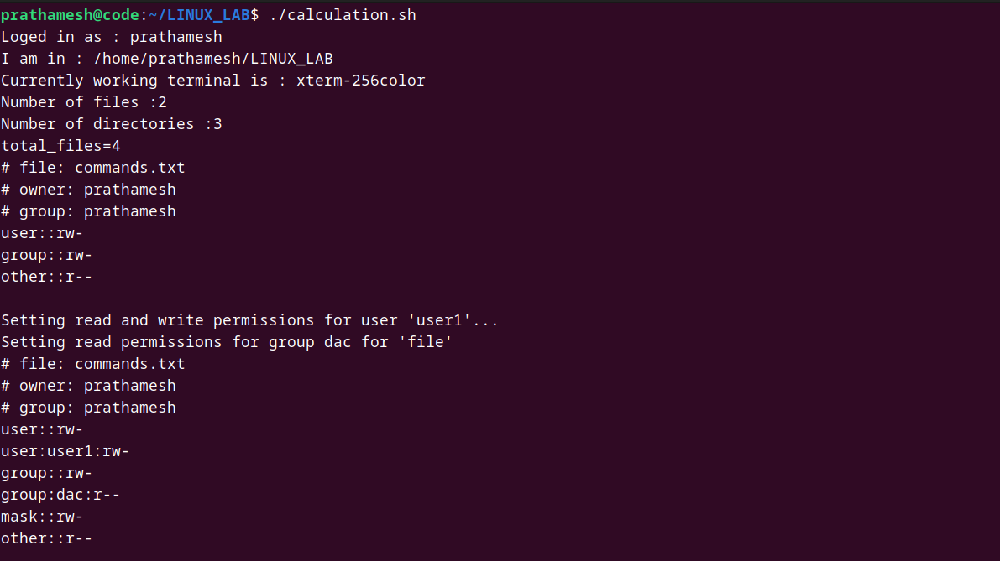 prathamesh@code:~/LINUX_LAB$ ./calculation.sh
Loged in as : prathamesh
I am in : /home/prathamesh/LINUX_LAB
Currently working terminal is : xterm-256color
Number of files :2
Number of directories :3
total_files=4
# file: commands.txt
# owner: prathamesh
# group: prathamesh
user::rw-
group::rw-
other::r--

Setting read and write permissions for user 'user1'...
Setting read permissions for group dac for 'file'
# file: commands.txt
# owner: prathamesh
# group: prathamesh
user::rw-
user:user1:rw-
group::rw-
group:dac:r--
mask::rw-
other::r--